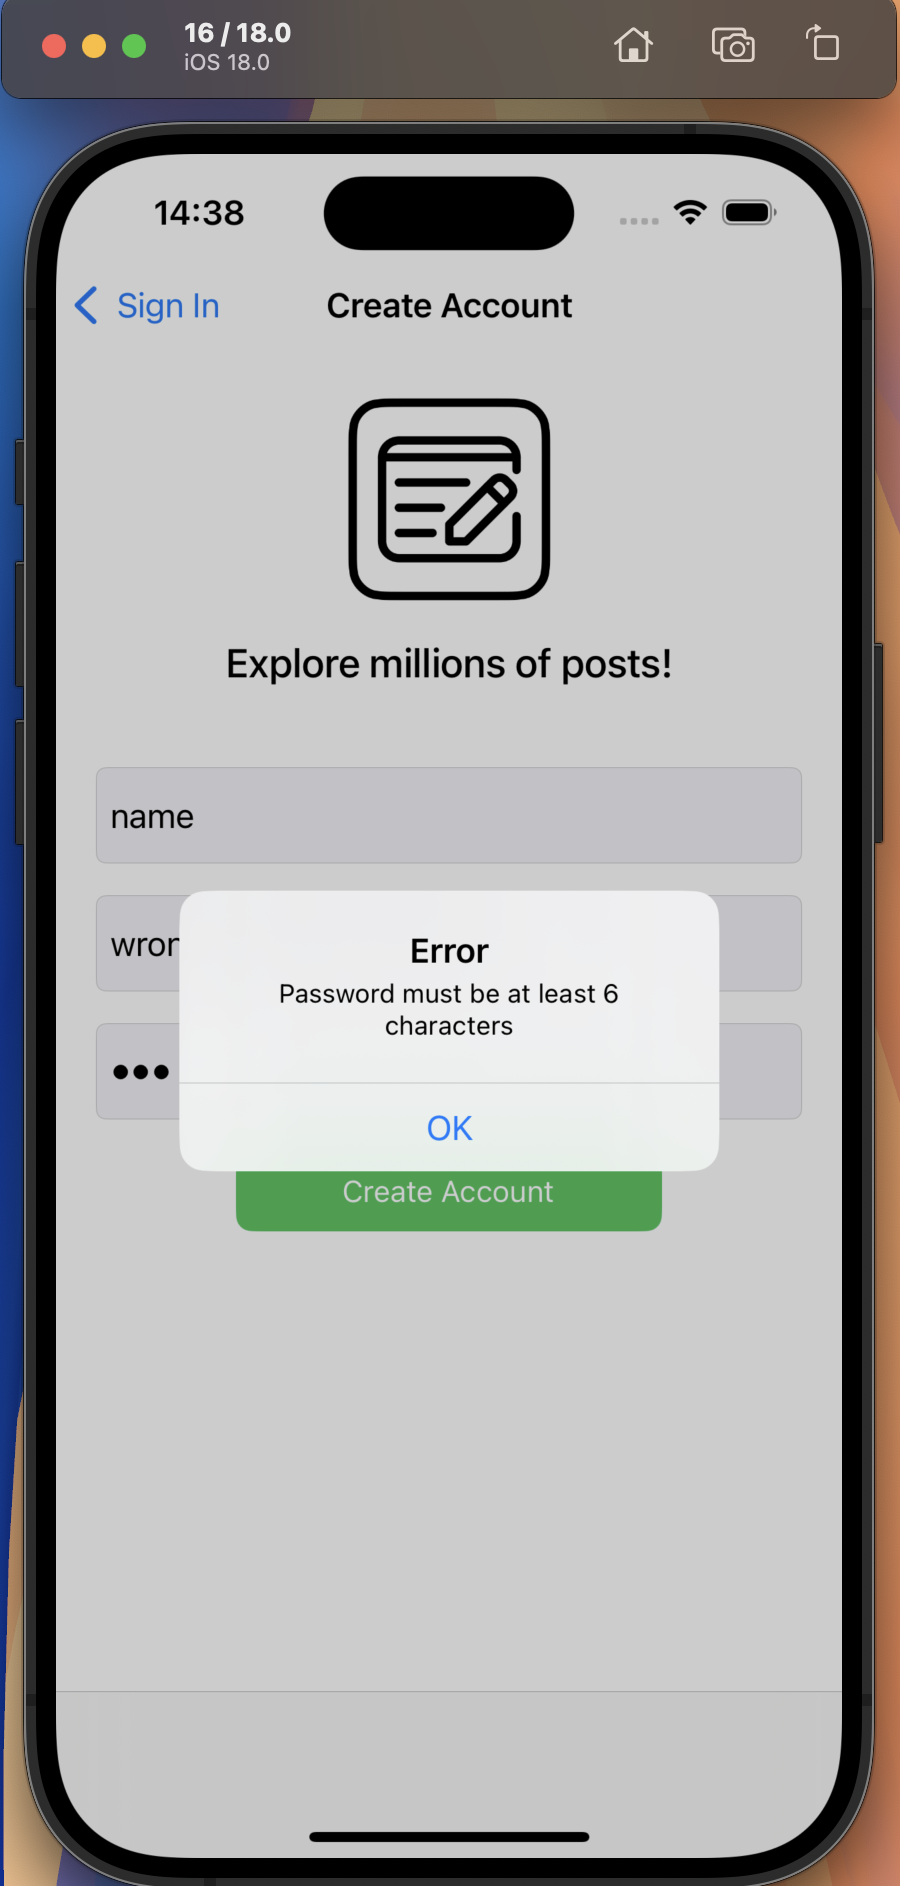 16 / 18.0
iOS 18.0
14:38
Sign In
Create Account
Explore millions of posts!
name
Error
Password must be at least 6
characters
OK
Create Account